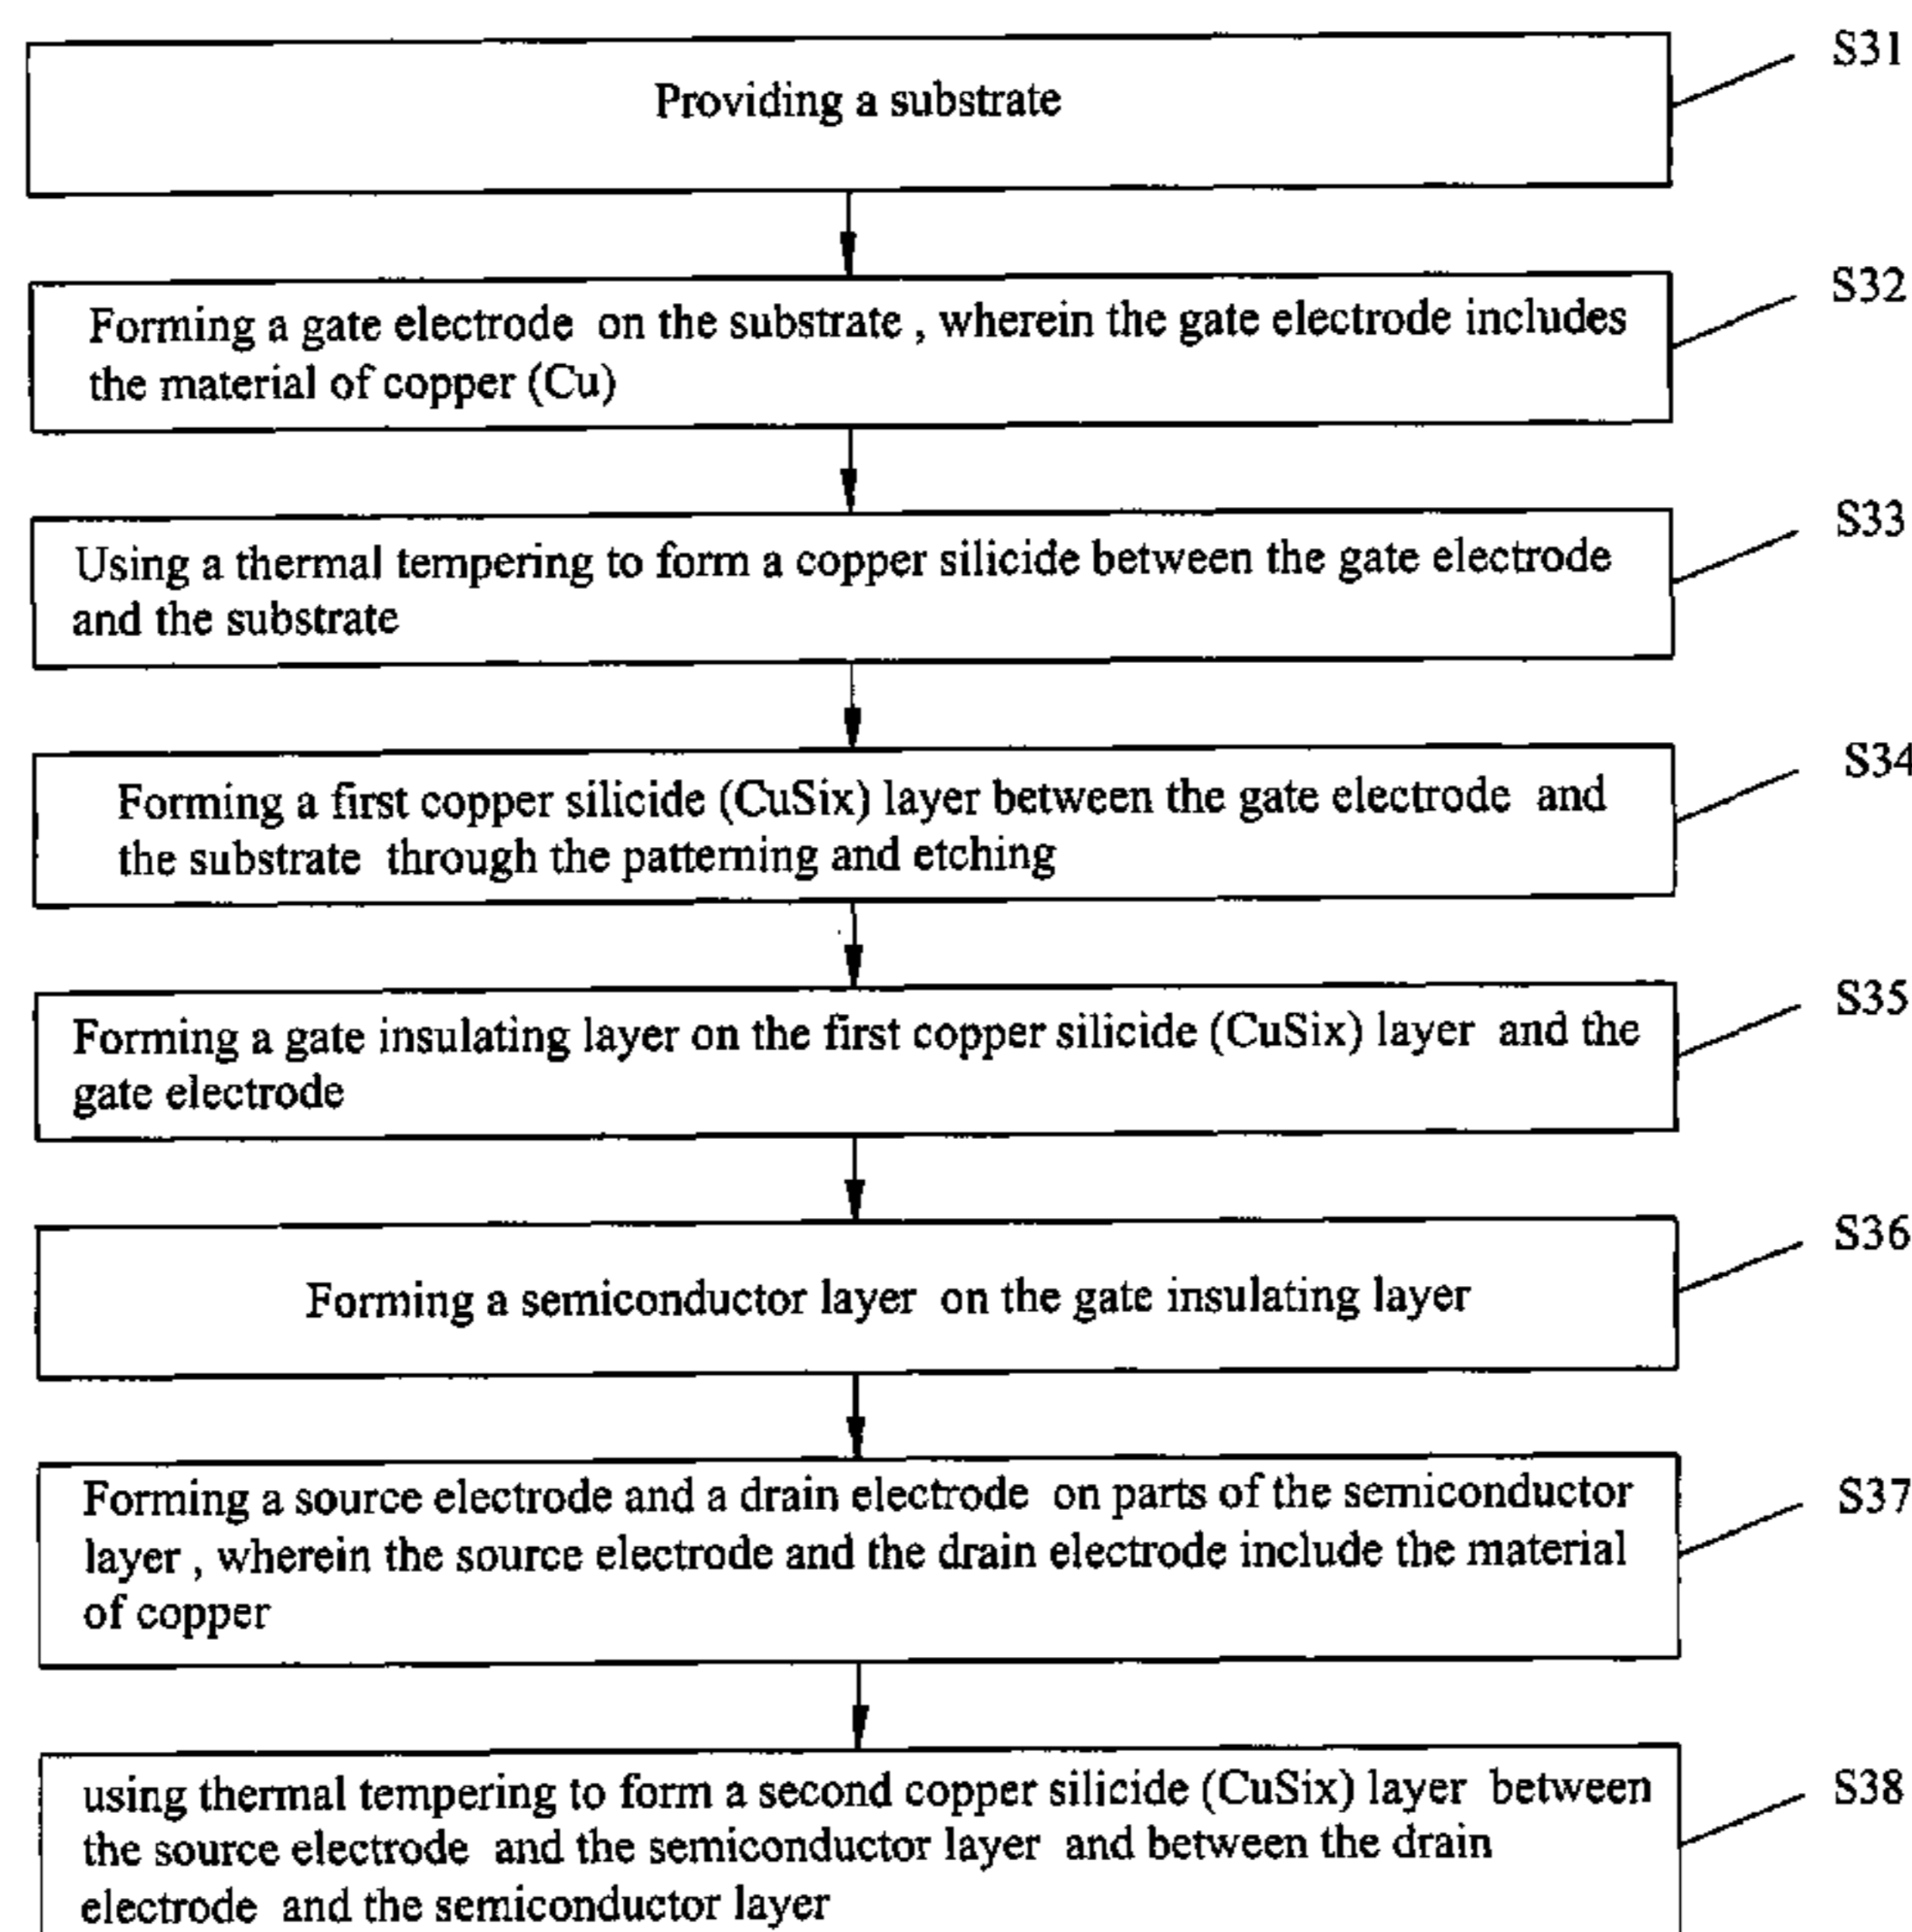 S31
Providing a substrate
S32
Forming a gate electrode on the substrate , wherein the gate electrode includes
the material of copper (Cu)
S33
Using a thermal tempering to form a copper silicide between the gate electrode
and the substrate
S34
Forming a first copper silicide (CuSix) layer between the gate electrode and
the substrate through the patterning and etching
S35
Forming a gate insulating layer on the first copper silicide (CuSix) layer and the
gate electrode
S36
Forming a semiconductor layer on the gate insulating layer
S37
Forming a source electrode and a drain electrode on parts of the semiconductor
layer , wherein the source electrode and the drain electrode include the material
of copper
S38
using thermal tempering to form a second copper silicide (CuSix) layer between
the source electrode and the semiconductor layer and between the drain
electrode and the semiconductor layer